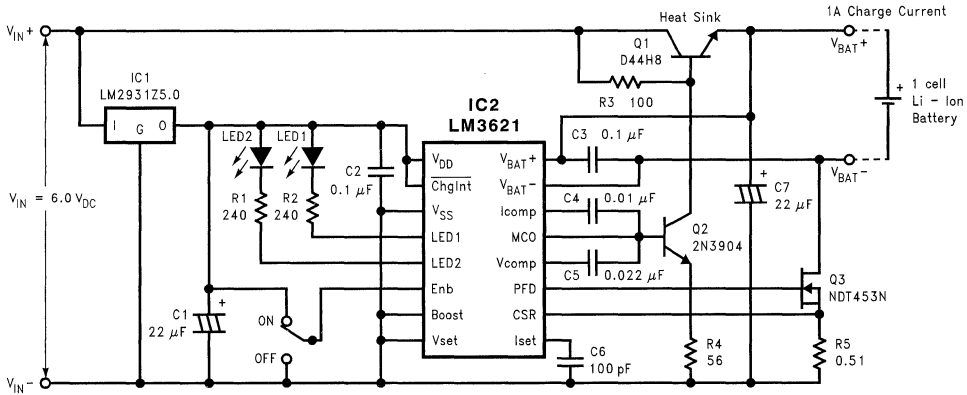 Heat Sink
1A Charge Current
V_IN+
Q1
D44H8
V_BAT+
IC1
LM2931Z5.0
R3 100
+ 1 cell
Li - Ion
Battery
IC2
LM3621
I G O
LED2 LED1
C2
0.1 µF
C3 0.1 µF
V_DD
ChgInt
V_SS
LED1
LED2
Enb
Boost
Vset
V_BAT+
V_BAT-
Icomp
MCO
Vcomp
PFD
CSR
Iset
V_BAT-
V_IN = 6.0 V_DC
R1
240
R2
240
C4 0.01 µF
+
C7
22 µF
Q2
2N3904
C5 0.022 µF
Q3
NDT453N
+
C1
22 µF
ON
OFF
C6
100 pF
R4
56
R5
0.51
V_IN-